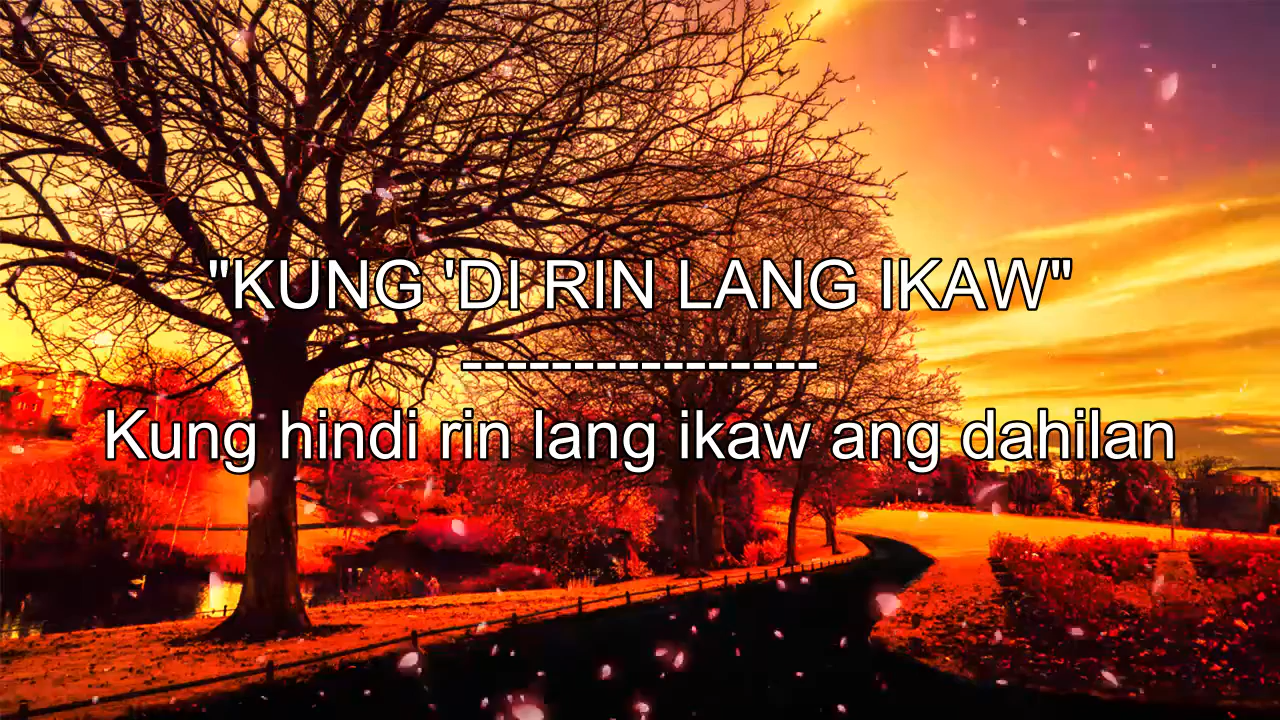 "KUNG 'DI RIN LANG IKAW"
----------------
Kung hindi rin lang ikaw ang dahilan